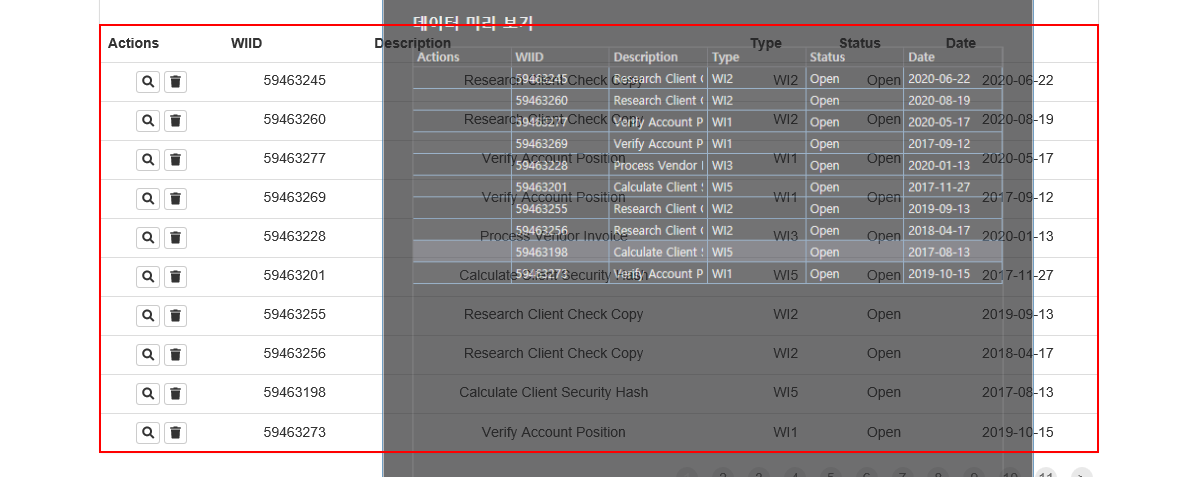 데이터 미리 보기
Actions WIID Description Type Status Date
Actions WIID Description Type Status Date
59463245 Research Client Check Copy WI2 Open 2020-06-22
59463245 Research Client C WI2 Open 2020-06-22
59463260 Research Client C WI2 Open 2020-08-19
59463260 Research Client Check Copy WI2 Open 2020-08-19
59463277 Verify Account P WI1 Open 2020-05-17
59463269 Verify Account P WI1 Open 2017-09-12
59463277 Verify Account Position WI1 Open 2020-05-17
59463228 Process Vendor I WI3 Open 2020-01-13
59463201 Calculate Client S WI5 Open 2017-11-27
59463269 Verify Account Position WI1 Open 2017-09-12
59463255 Research Client C WI2 Open 2019-09-13
59463256 Research Client C WI2 Open 2018-04-17
59463228 Process Vendor Invoice WI3 Open 2020-01-13
59463198 Calculate Client S WI5 Open 2017-08-13
59463273 Verify Account P WI1 Open 2019-10-15
59463201 Calculate Client Security Hash WI5 Open 2017-11-27
59463255 Research Client Check Copy WI2 Open 2019-09-13
59463256 Research Client Check Copy WI2 Open 2018-04-17
59463198 Calculate Client Security Hash WI5 Open 2017-08-13
59463273 Verify Account Position WI1 Open 2019-10-15
2 3 4 5 6 7 8 9 10 11 >